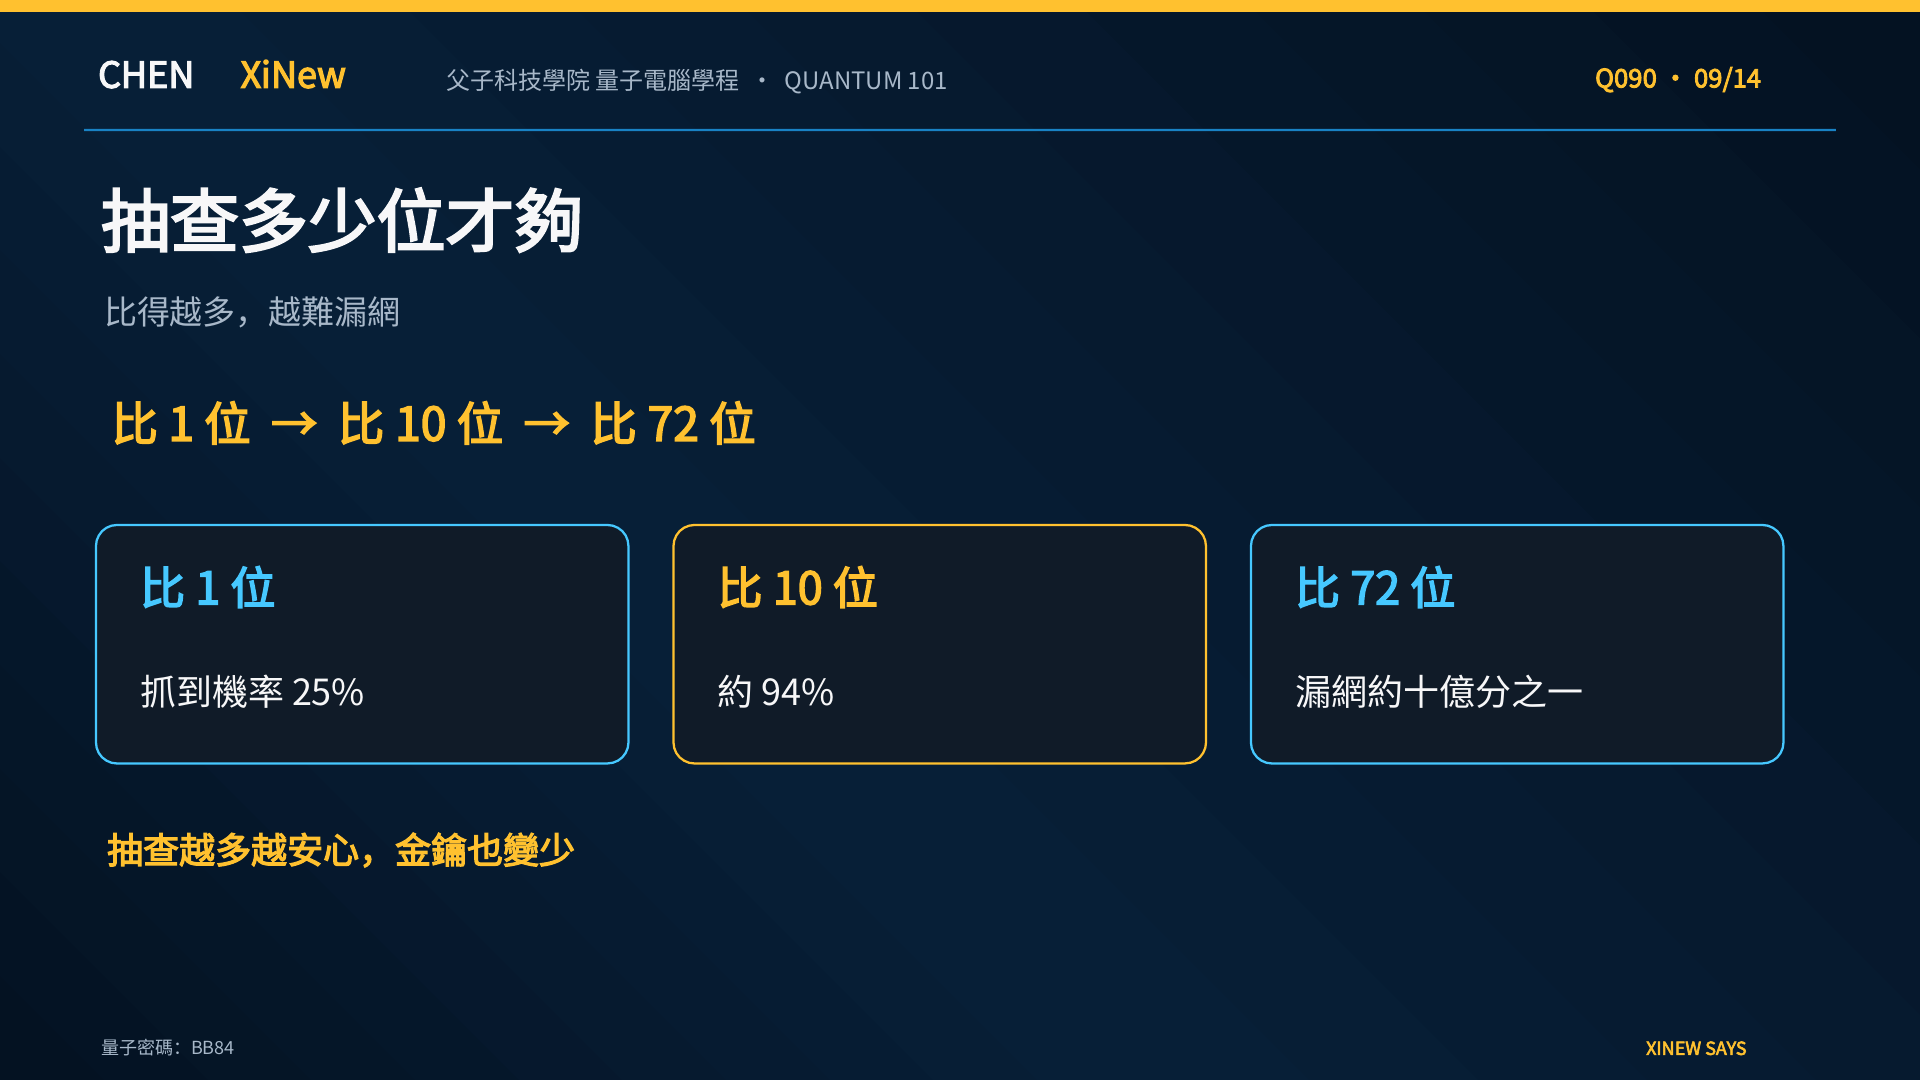 CHEN XiNew 父子科技學院 量子電腦學程 · QUANTUM 101 Q090 · 09/14
抽查多少位才夠
比得越多，越難漏網
比 1 位 → 比 10 位 → 比 72 位
比 1 位
抓到機率 25%
比 10 位
約 94%
比 72 位
漏網約十億分之一
抽查越多越安心，金鑰也變少
量子密碼：BB84
XINEW SAYS